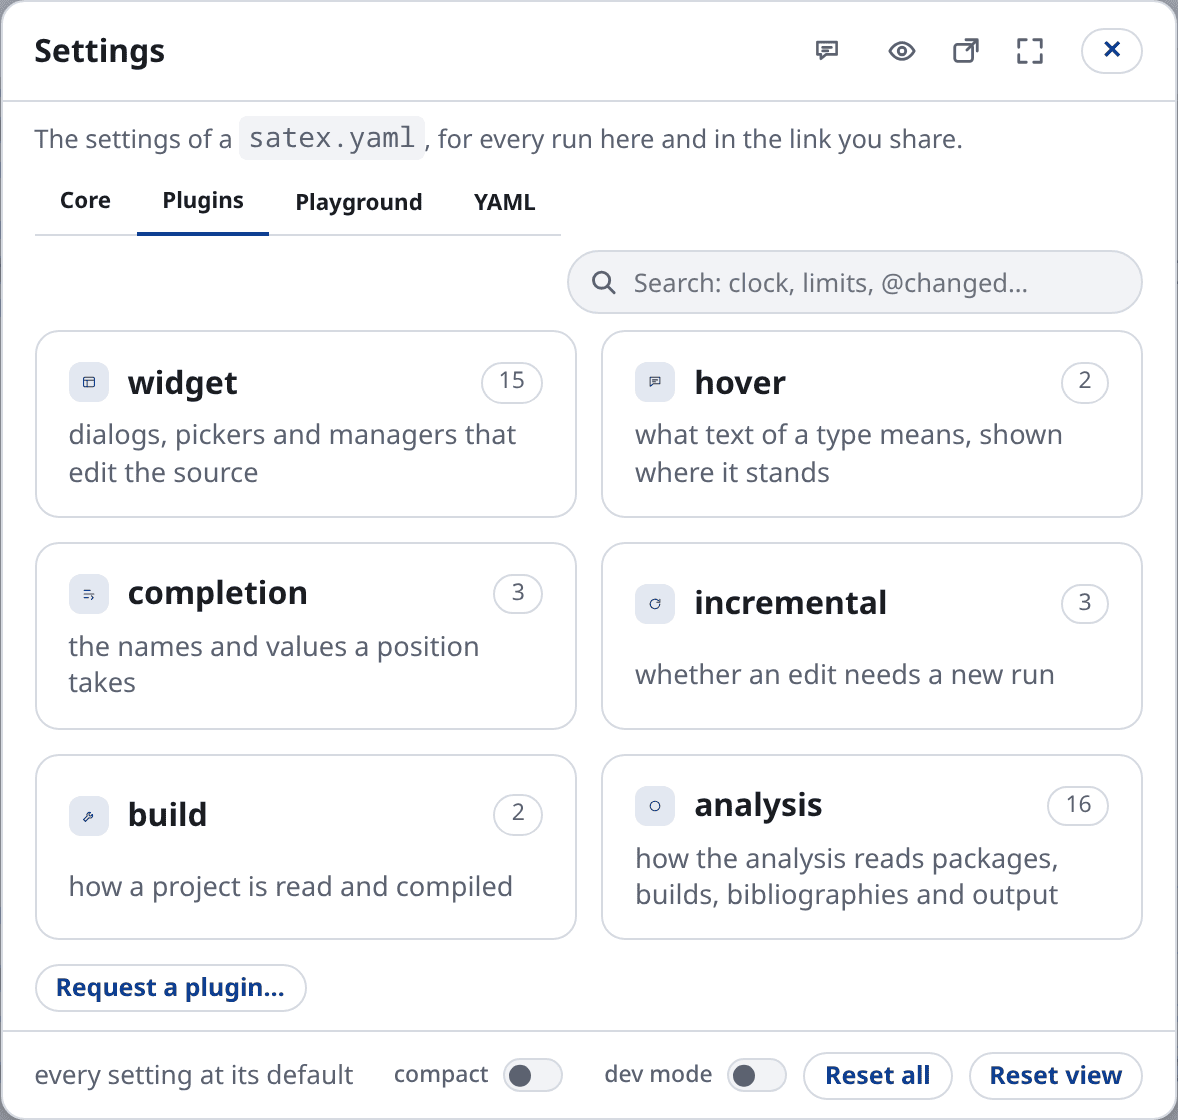 Settings
The settings of a satex.yaml, for every run here and in the link you share.
Core Plugins Playground YAML
Search: clock, limits, @changed...
widget 15
dialogs, pickers and managers that
edit the source
hover 2
what text of a type means, shown
where it stands
completion 3
the names and values a position
takes
incremental 3
whether an edit needs a new run
build 2
how a project is read and compiled
analysis 16
how the analysis reads packages,
builds, bibliographies and output
Request a plugin...
every setting at its default compact dev mode Reset all Reset view